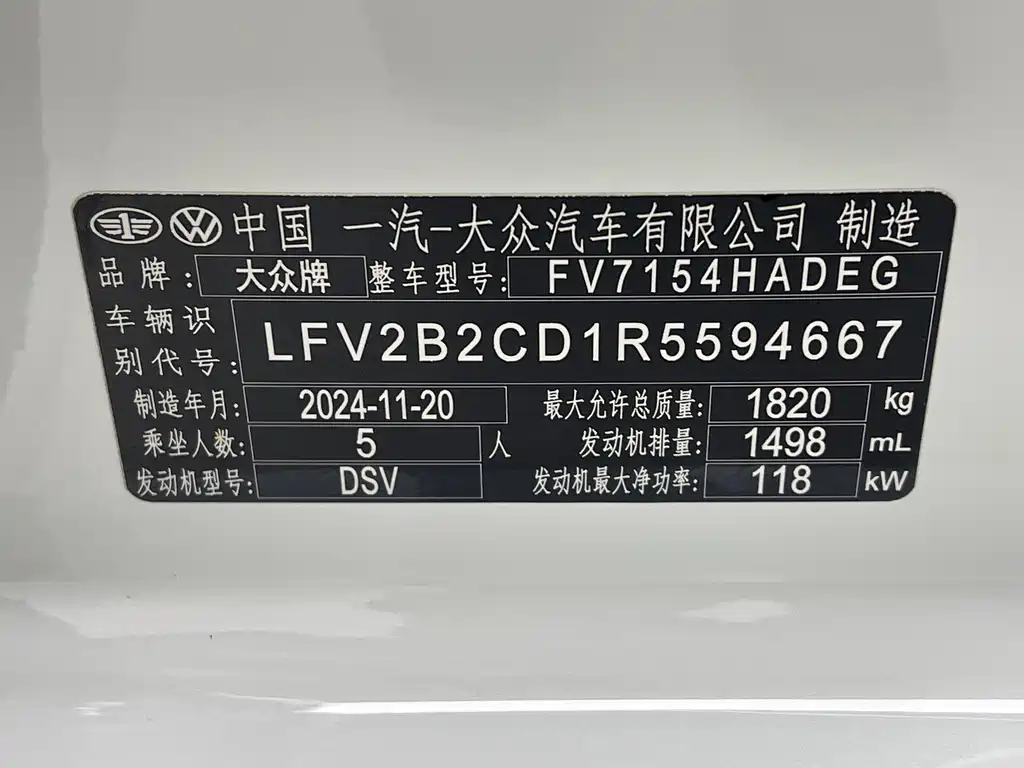 中国 一汽-大众汽车有限公司 制造
品牌: 大众牌 整车型号: FV7154HADEG
车辆识别代号: LFV2B2CD1R5594667
制造年月: 2024-11-20 最大允许总质量: 1820 kg
乘坐人数: 5 人 发动机排量: 1498 mL
发动机型号: DSV 发动机最大净功率: 118 kW